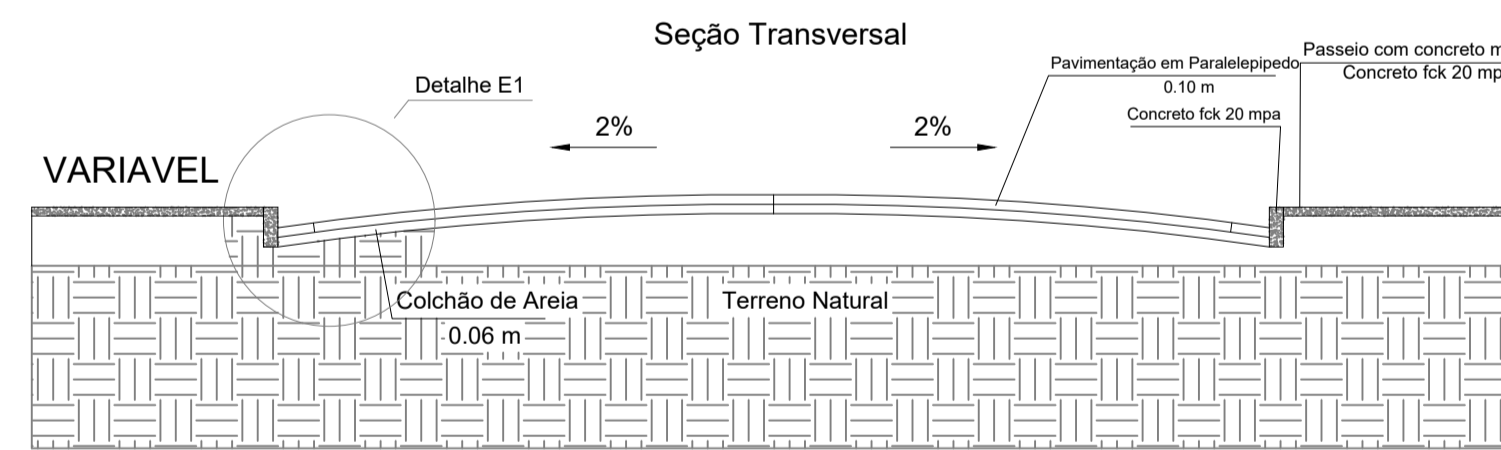 Seção Transversal
Detalhe E1
Pavimentação em Paralelepipedo
0.10 m
Passeio com concreto
Concreto fck 20
Concreto fck 20 mpa
2%
2%
VARIAVEL
Colchão de Areia
0.06 m
Terreno Natural